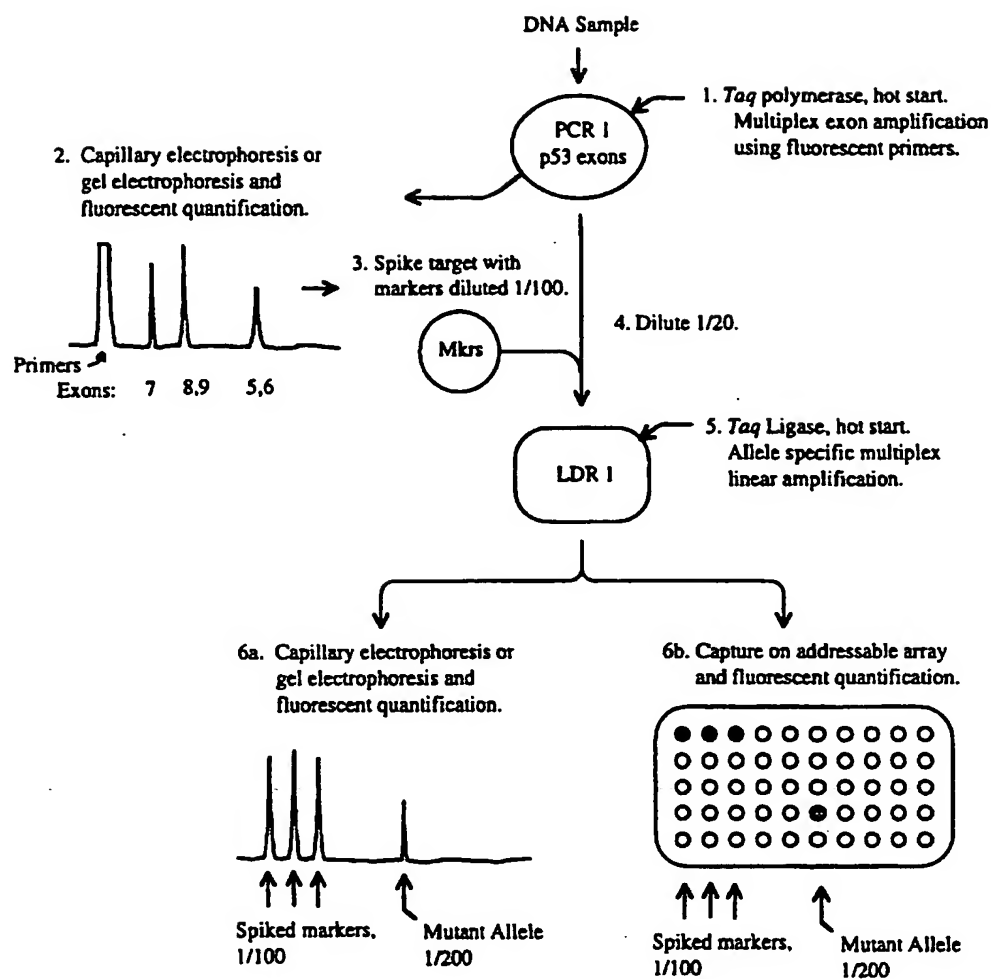 DNA Sample
PCR 1
p53 exons
1. Taq polymerase, hot start.
Multiplex exon amplification
using fluorescent primers.
2. Capillary electrophoresis or
gel electrophoresis and
fluorescent quantification.
Primers
Exons: 7 8,9 5,6
3. Spike target with
markers diluted 1/100.
Mkrs
4. Dilute 1/20.
LDR 1
5. Taq Ligase, hot start.
Allele specific multiplex
linear amplification.
6a. Capillary electrophoresis or
gel electrophoresis and
fluorescent quantification.
Spiked markers,
1/100
Mutant Allele
1/200
6b. Capture on addressable array
and fluorescent quantification.
Spiked markers,
1/100
Mutant Allele
1/200